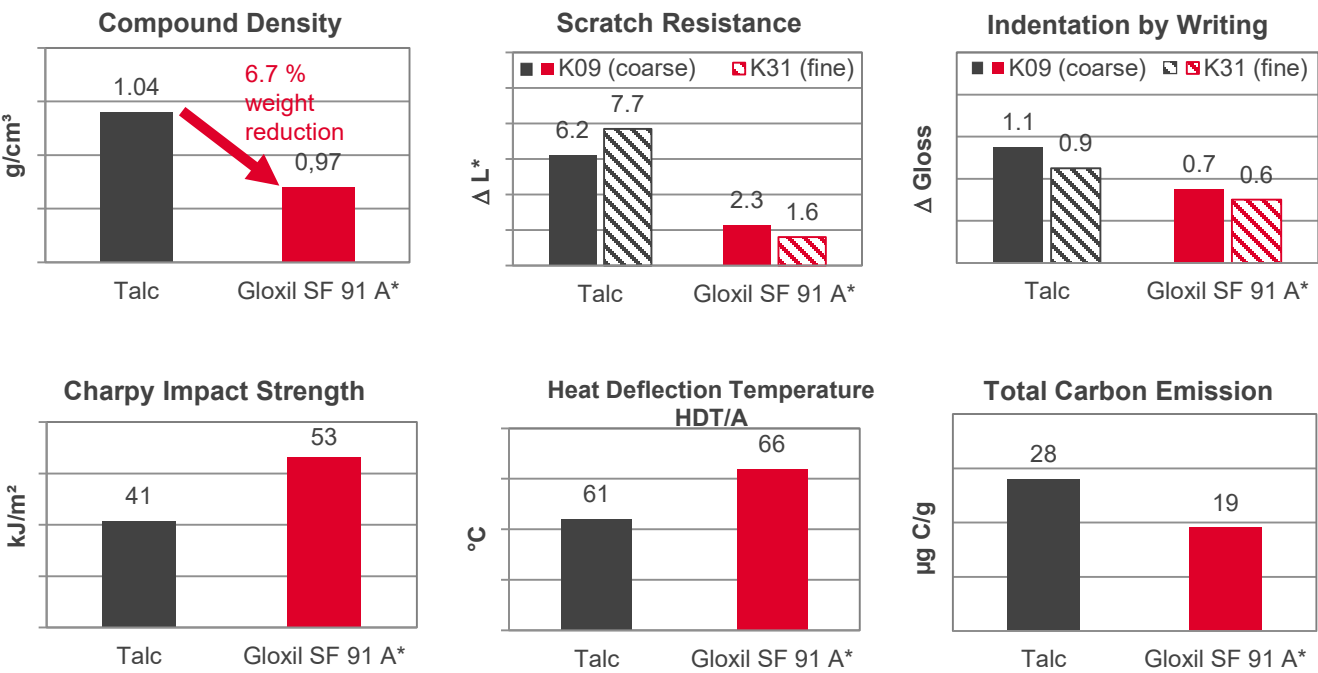 Compound Density
g/cm³
1.04
6.7 %
weight
reduction
0,97
Talc
Gloxil SF 91 A*
Scratch Resistance
Δ L*
K09 (coarse)
K31 (fine)
6.2
7.7
2.3
1.6
Talc
Gloxil SF 91 A*
Indentation by Writing
Δ Gloss
K09 (coarse)
K31 (fine)
1.1
0.9
0.7
0.6
Talc
Gloxil SF 91 A*
Charpy Impact Strength
kJ/m²
41
53
Talc
Gloxil SF 91 A*
Heat Deflection Temperature
HDT/A
°C
61
66
Talc
Gloxil SF 91 A*
Total Carbon Emission
µg C/g
28
19
Talc
Gloxil SF 91 A*